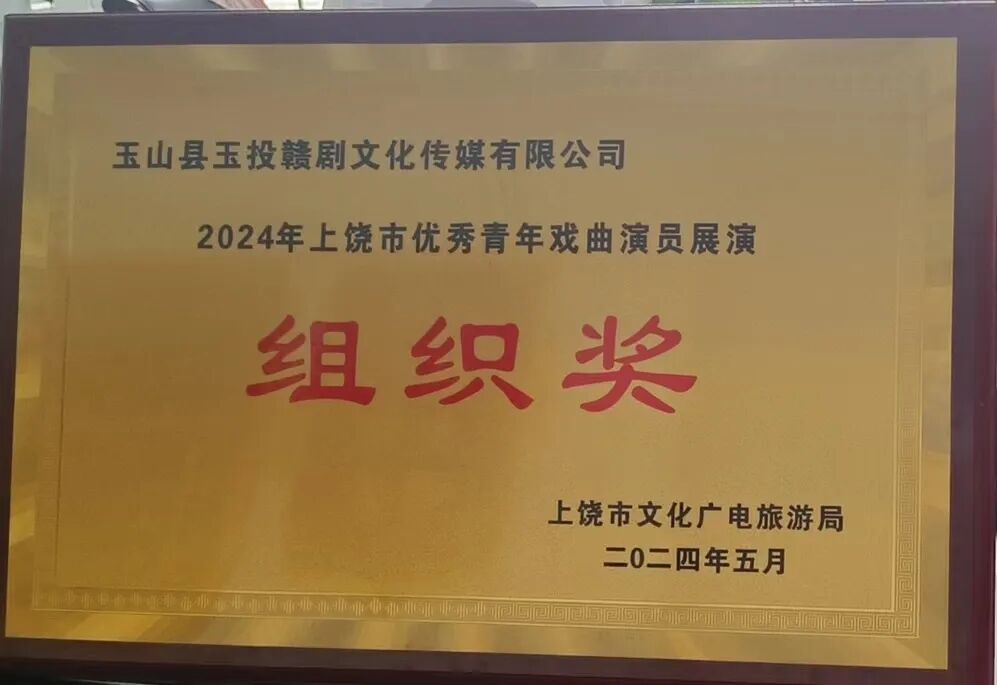 玉山县玉投赣剧文化传媒有限公司
2024年上饶市优秀青年戏曲演员展演
组织奖
上饶市文化广电旅游局
二〇二四年五月